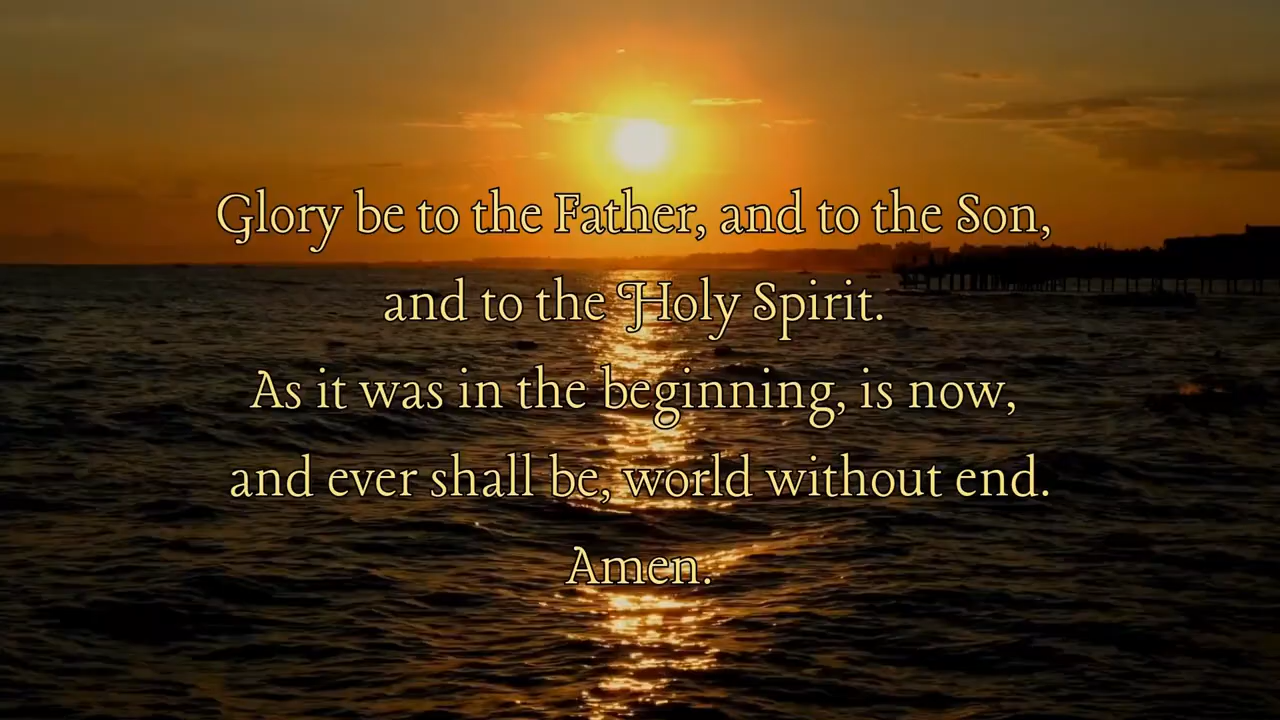 Glory be to the Father, and to the Son,
and to the Holy Spirit.
As it was in the beginning, is now,
and ever shall be, world without end.
Amen.